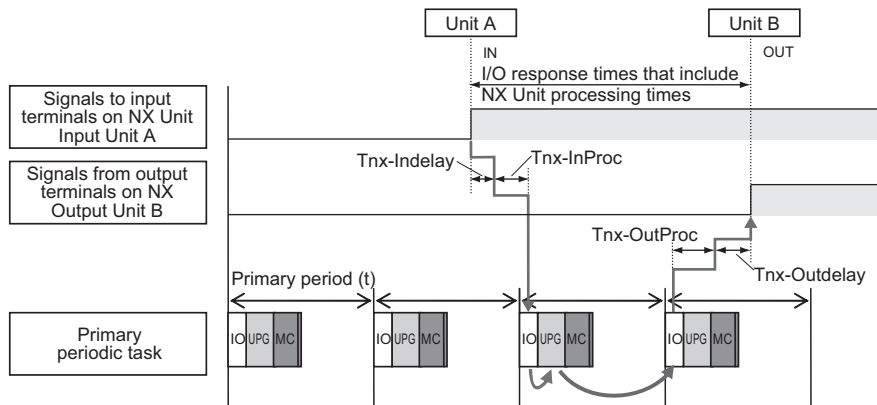 Unit A
Unit B
IN
OUT
I/O response times that include
NX Unit processing times
Signals to input
terminals on NX Unit
Input Unit A
Tnx-Indelay
Tnx-InProc
Signals from output
terminals on NX
Output Unit B
Tnx-OutProc
Tnx-Outdelay
Primary period (t)
Primary
periodic task
IO UPG MC
IO UPG MC
IO UPG MC
IO UPG MC